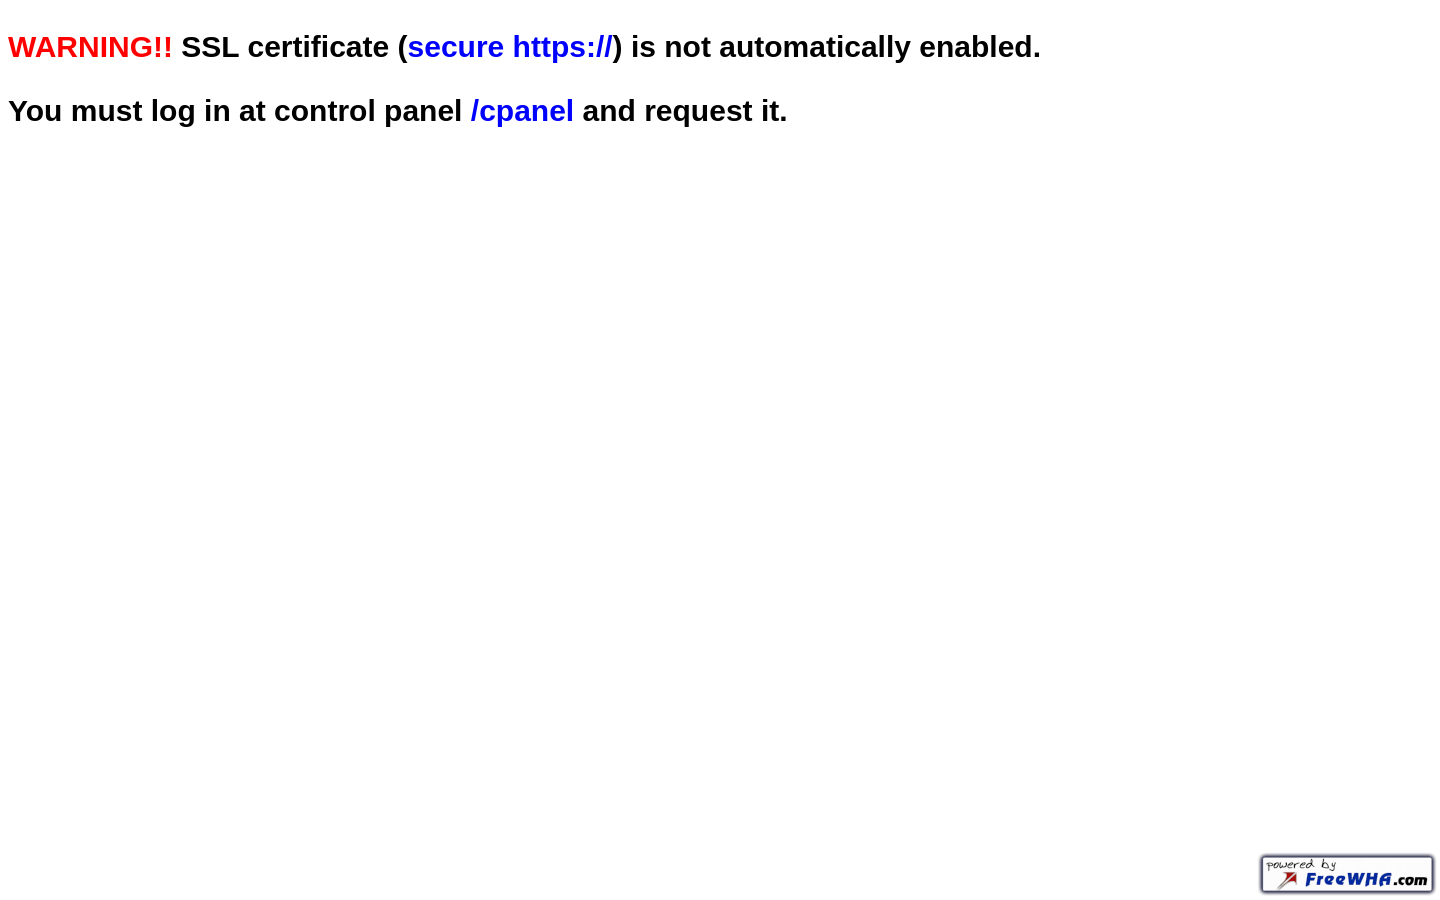 WARNING!! SSL certificate (secure https://) is not automatically enabled.
You must log in at control panel /cpanel and request it.
powered by
FreeWHA.com